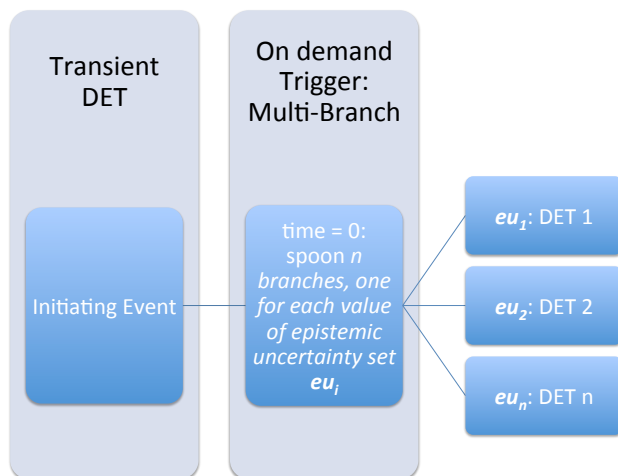 Transient
DET
On demand
Trigger:
Multi-Branch
Initiating Event
time = 0:
spoon n
branches, one
for each value
of epistemic
uncertainty set
eui
eu1: DET 1
eu2: DET 2
eun: DET n